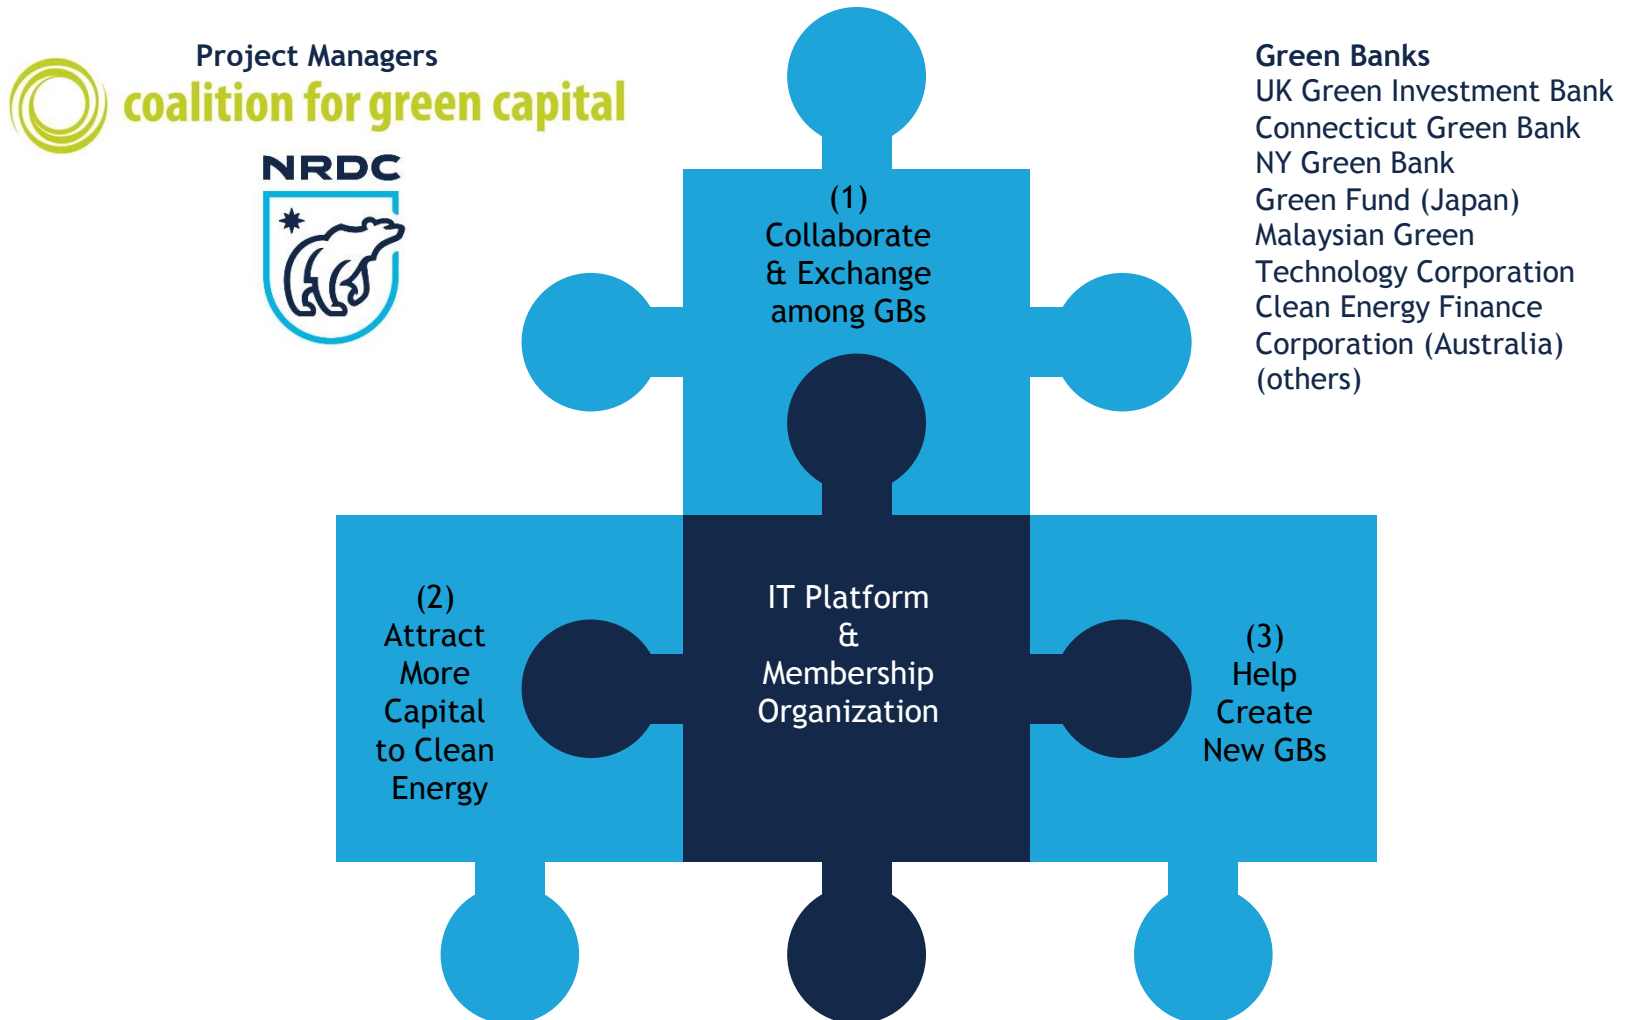 Project Managers
coalition for green capital
NRDC
Green Banks
UK Green Investment Bank
Connecticut Green Bank
NY Green Bank
Green Fund (Japan)
Malaysian Green
Technology Corporation
Clean Energy Finance
Corporation (Australia)
(others)
(1)
Collaborate
& Exchange
among GBs
(2)
Attract
More
Capital
to Clean
Energy
IT Platform
&
Membership
Organization
(3)
Help
Create
New GBs